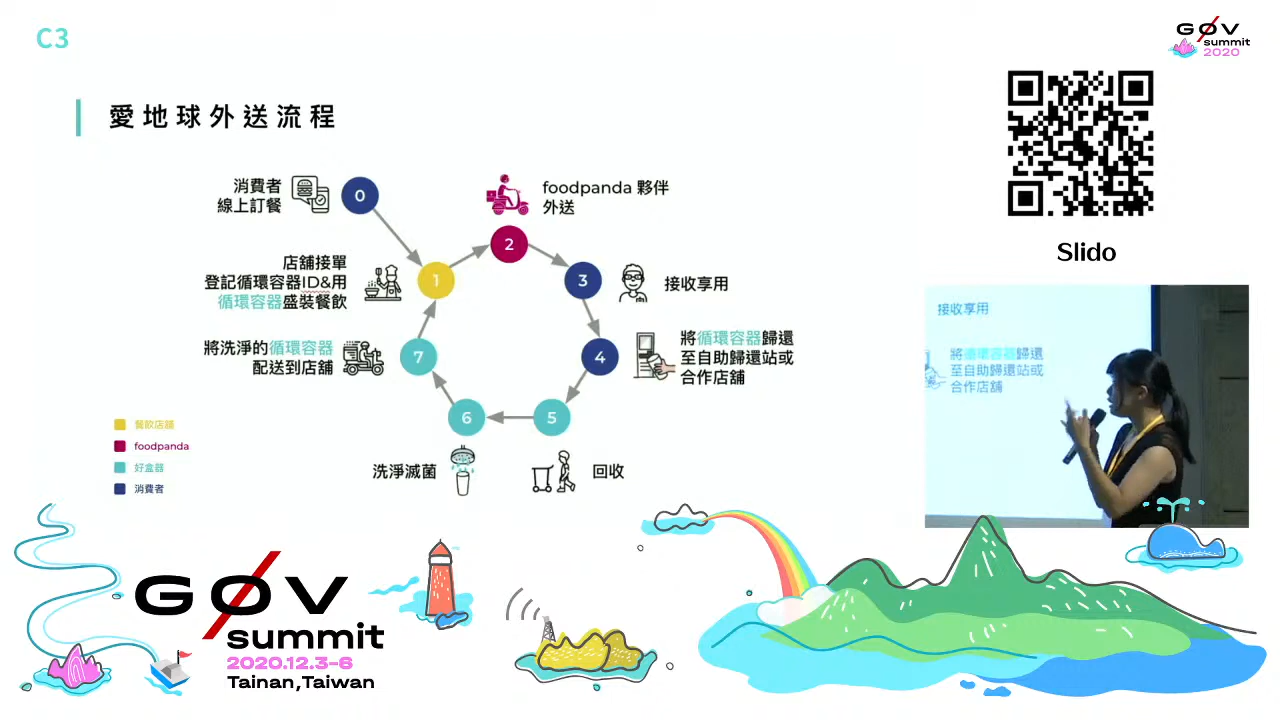 C3
GØV
summit
2020
愛地球外送流程
消費者
線上訂餐
0
foodpanda 夥伴
外送
2
店舖接單
登記循環容器ID&用
循環容器盛裝餐飲
1
3
接收享用
將洗淨的循環容器
配送到店舖
7
4
將循環容器歸還
至自助歸還站或
合作店舖
6
5
洗淨滅菌
回收
餐飲店舖
foodpanda
好盒器
消費者
Slido
接收享用
將循環容器歸還
至自助歸還站或
合作店舖
GØV
summit
2020.12.3-6
Tainan,Taiwan